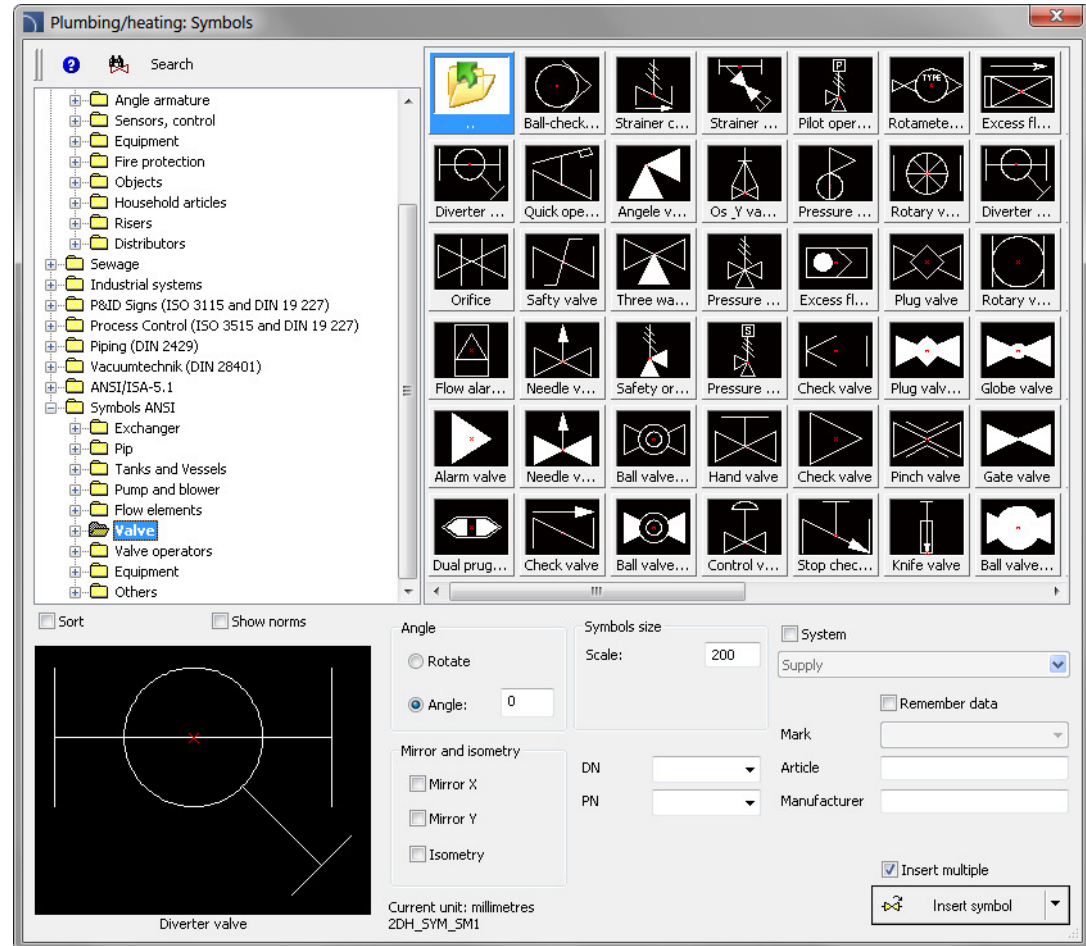 Plumbing/heating: Symbols
Search
Angle armature
Sensors, control
Equipment
Fire protection
Objects
Household articles
Risers
Distributors
Sewage
Industrial systems
P&ID Signs (ISO 3115 and DIN 19 227)
Process Control (ISO 3515 and DIN 19 227)
Piping (DIN 2429)
Vacuumtechnik (DIN 28401)
ANSI/ISA-5.1
Symbols ANSI
Exchanger
Pip
Tanks and Vessels
Pump and blower
Flow elements
Valve
Valve operators
Equipment
Others
P
TYPE
.. Ball-check... Strainer c... Strainer ... Pilot oper... Rotamete... Excess fl...
Diverter ... Quick ope... Angele v... Os_Y va... Pressure ... Rotary v... Diverter ...
Orifice Safty valve Three wa... Pressure ... Excess fl... Plug valve Rotary v...
S
Flow alar... Needle v... Safety or... Pressure ... Check valve Plug valv... Globe valve
Alarm valve Needle v... Ball valve... Hand valve Check valve Pinch valve Gate valve
Dual prug... Check valve Ball valve... Control v... Stop chec... Knife valve Ball valve...
Sort Show norms
Diverter valve
Angle
Rotate
Angle: 0
Mirror and isometry
Mirror X
Mirror Y
Isometry
Current unit: millimetres
2DH_SYM_SM1
Symbols size
Scale: 200
DN
PN
System
Supply
Remember data
Mark
Article
Manufacturer
Insert multiple
Insert symbol